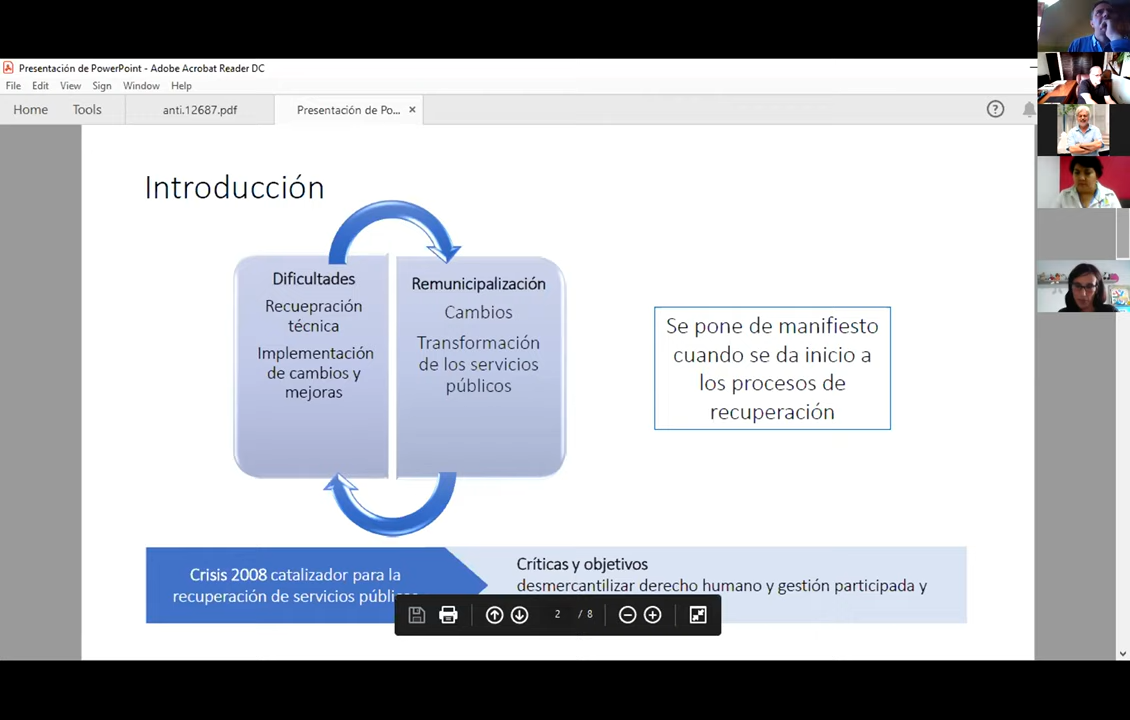 Presentación de PowerPoint - Adobe Acrobat Reader DC
File Edit View Sign Window Help
Home Tools anti.12687.pdf Presentación de Po... ×
Introducción
Dificultades
Recuepración
técnica
Implementación
de cambios y
mejoras
Remunicipalización
Cambios
Transformación
de los servicios
públicos
Se pone de manifiesto
cuando se da inicio a
los procesos de
recuperación
Crisis 2008 catalizador para la
recuperación de servicios
Críticas y objetivos
desmercantilizar derecho humano y gestión participada y
2 / 8